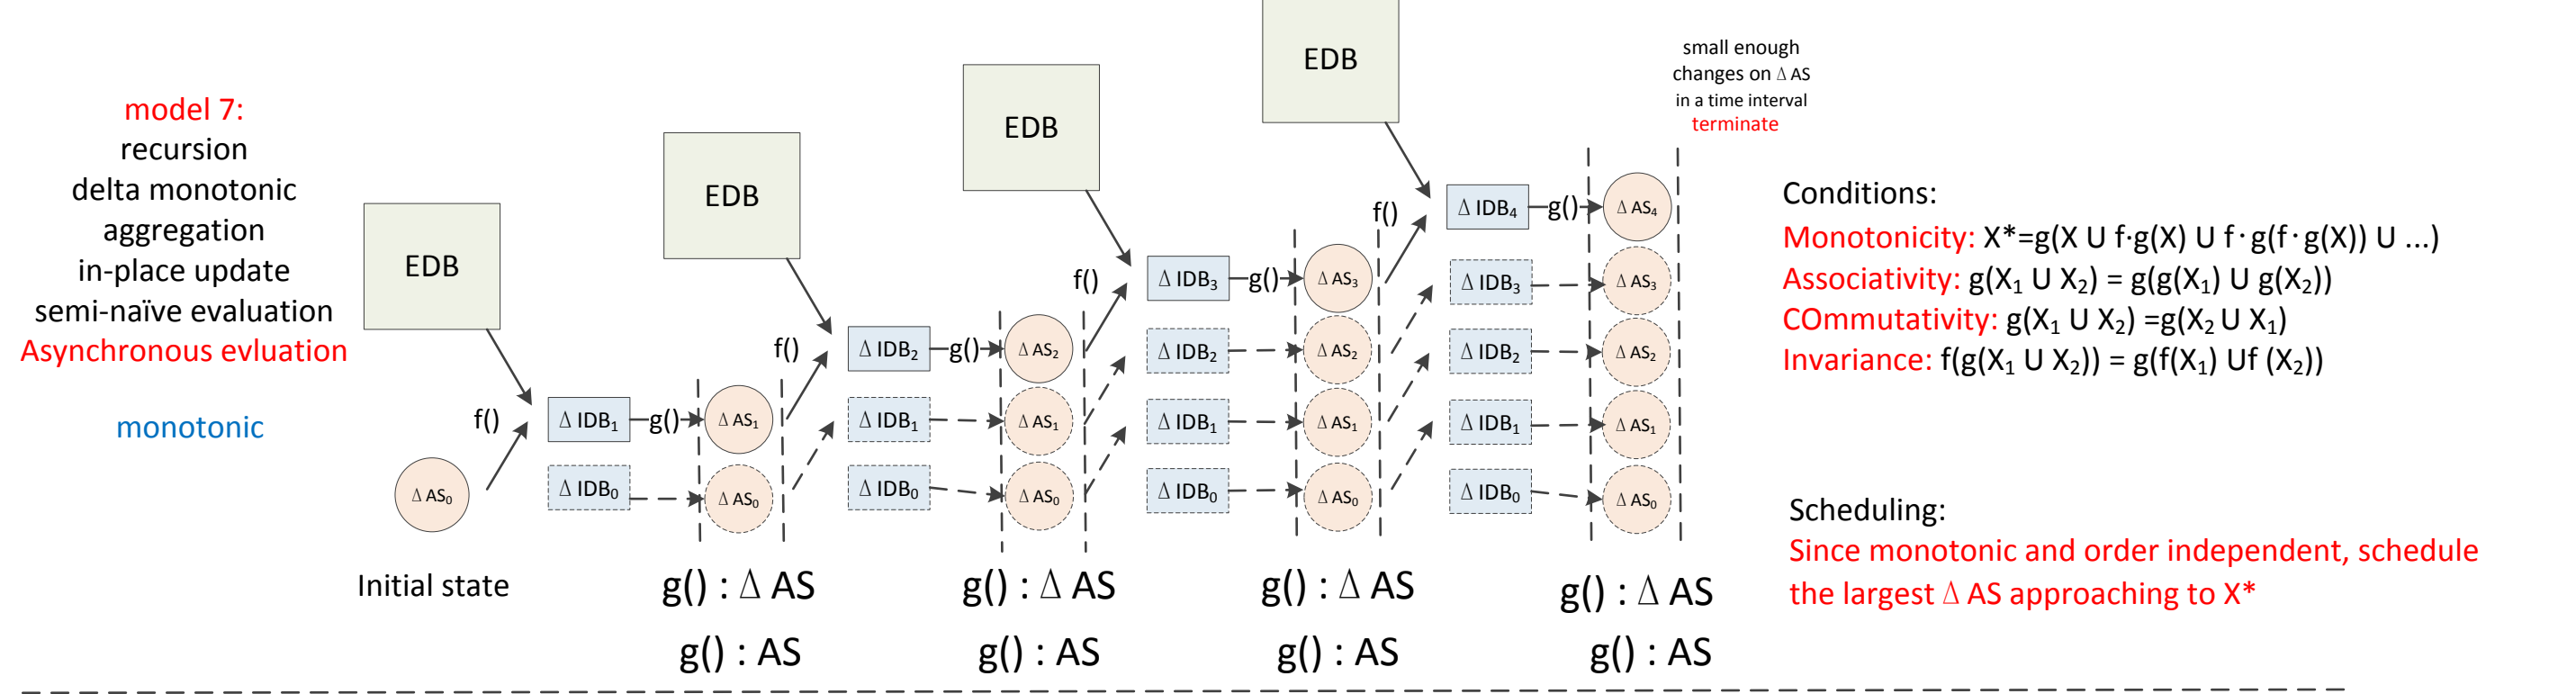 model 7:
recursion
delta monotonic
aggregation
in-place update
semi-naïve evaluation
Asynchronous evluation
monotonic
EDB
EDB
EDB
EDB
small enough
changes on Δ AS
in a time interval
terminate
f()
Δ AS₀
Initial state
Δ IDB₁
g()
Δ AS₁
Δ IDB₀
Δ AS₀
g() : Δ AS
g() : AS
f()
Δ IDB₂
g()
Δ AS₂
Δ IDB₁
Δ AS₁
Δ IDB₀
Δ AS₀
g() : Δ AS
g() : AS
f()
Δ IDB₃
g()
Δ AS₃
Δ IDB₂
Δ AS₂
Δ IDB₁
Δ AS₁
Δ IDB₀
Δ AS₀
g() : Δ AS
g() : AS
f()
Δ IDB₄
g()
Δ AS₄
Δ IDB₃
Δ AS₃
Δ IDB₂
Δ AS₂
Δ IDB₁
Δ AS₁
Δ IDB₀
Δ AS₀
g() : Δ AS
g() : AS
Conditions:
Monotonicity: X*=g(X U f·g(X) U f·g(f·g(X)) U ...)
Associativity: g(X₁ U X₂) = g(g(X₁) U g(X₂))
COmmutativity: g(X₁ U X₂) =g(X₂ U X₁)
Invariance: f(g(X₁ U X₂)) = g(f(X₁) Uf (X₂))
Scheduling:
Since monotonic and order independent, schedule
the largest Δ AS approaching to X*